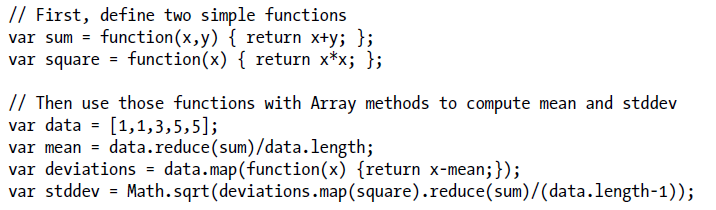 // First, define two simple functions
var sum = function(x,y) { return x+y; };
var square = function(x) { return x*x; };

// Then use those functions with Array methods to compute mean and stddev
var data = [1,1,3,5,5];
var mean = data.reduce(sum)/data.length;
var deviations = data.map(function(x) {return x-mean;});
var stddev = Math.sqrt(deviations.map(square).reduce(sum)/(data.length-1));